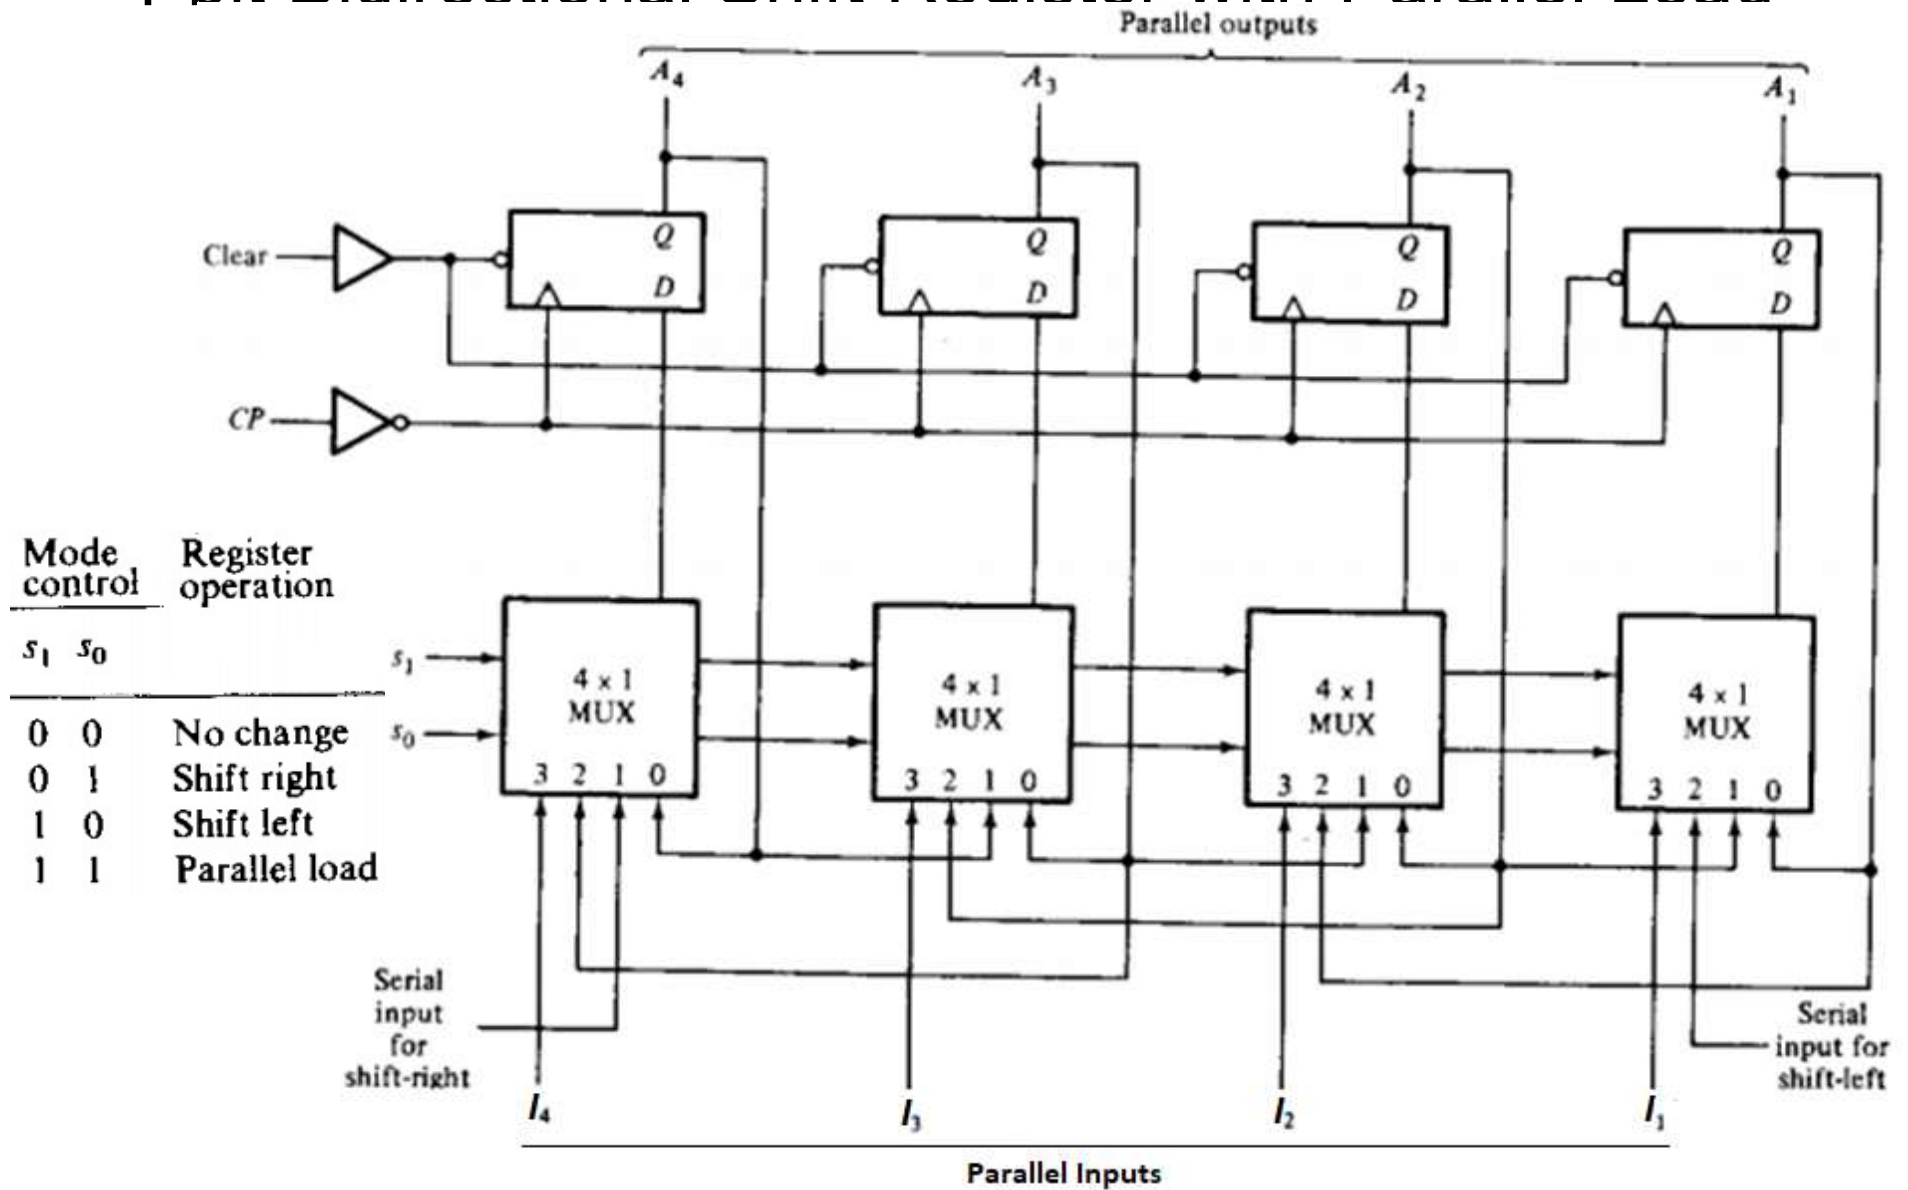 Parallel outputs
A4 A3 A2 A1
Clear
Q Q Q Q
D D D D
CP
Mode control
Register operation
s1 s0
0 0 No change
0 1 Shift right
1 0 Shift left
1 1 Parallel load
s1
s0
4 x 1 MUX
4 x 1 MUX
4 x 1 MUX
4 x 1 MUX
3 2 1 0
3 2 1 0
3 2 1 0
3 2 1 0
Serial
input
for
shift-right
Serial
input for
shift-left
I4 I3 I2 I1
Parallel Inputs